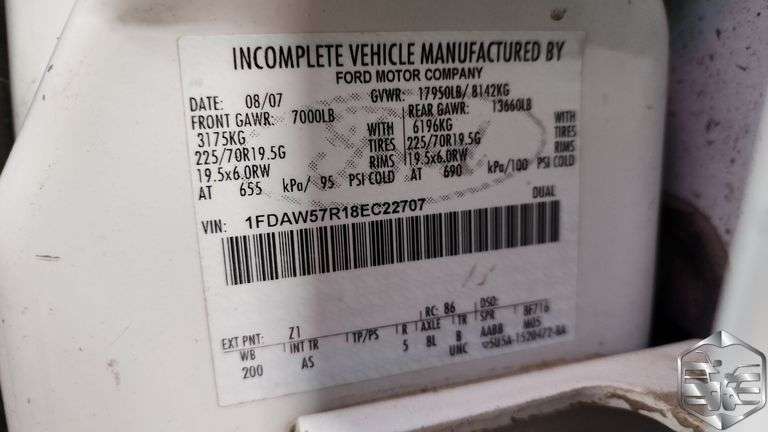 INCOMPLETE VEHICLE MANUFACTURED BY
FORD MOTOR COMPANY
DATE: 08/07 GVWR: 17950LB/ 8142KG
FRONT GAWR: 7000LB REAR GAWR: 13660LB
3175KG WITH 6196KG WITH
225/70R19.5G TIRES 225/70R19.5G TIRES
19.5x6.0RW RIMS 19.5x6.0RW RIMS
AT 655 kPa/ 95 PSI COLD AT 690 kPa/100 PSI COLD
VIN: 1FDAW57R18EC22707 DUAL
RC: 86 DSO:
EXT PNT: Z1 TP/PS R AXLE TR SPR 8F716
WB INT TR 5 BL B AABB M05
200 AS UNC